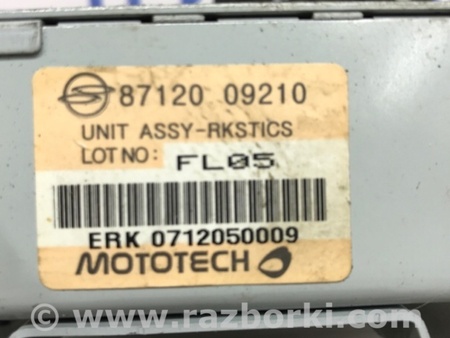 87120 09210
UNIT ASSY-RKSTICS
LOT NO: FL05
ERK 0712050009
MOTOTECH
© www.razborki.com